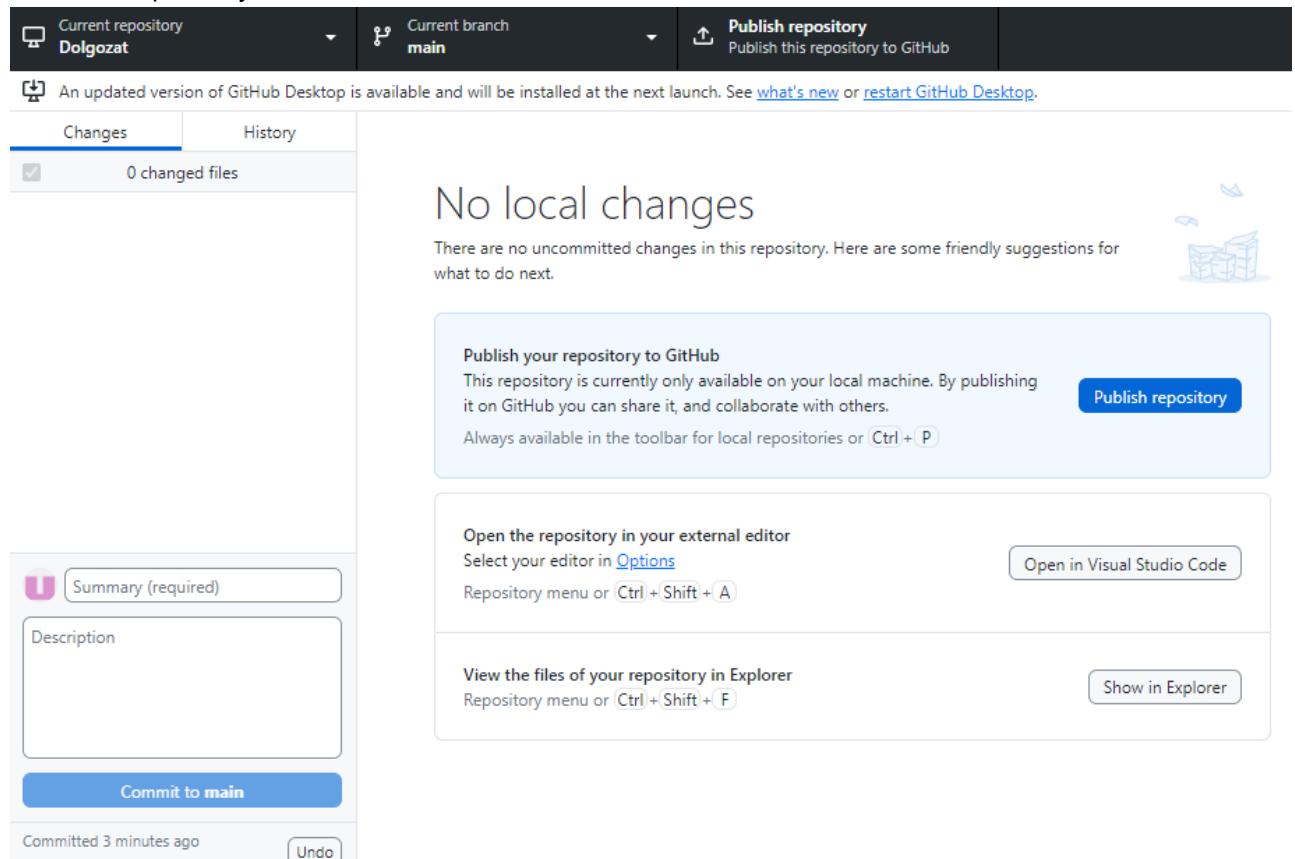 Current repository
Dolgozat
Current branch
main
Publish repository
Publish this repository to GitHub
An updated version of GitHub Desktop is available and will be installed at the next launch. See what's new or restart GitHub Desktop.
Changes
History
0 changed files
No local changes
There are no uncommitted changes in this repository. Here are some friendly suggestions for
what to do next.
Publish your repository to GitHub
This repository is currently only available on your local machine. By publishing
it on GitHub you can share it, and collaborate with others.
Always available in the toolbar for local repositories or Ctrl + P
Publish repository
Open the repository in your external editor
Select your editor in Options
Repository menu or Ctrl + Shift + A
Open in Visual Studio Code
View the files of your repository in Explorer
Repository menu or Ctrl + Shift + F
Show in Explorer
Summary (required)
Description
Commit to main
Committed 3 minutes ago
Undo